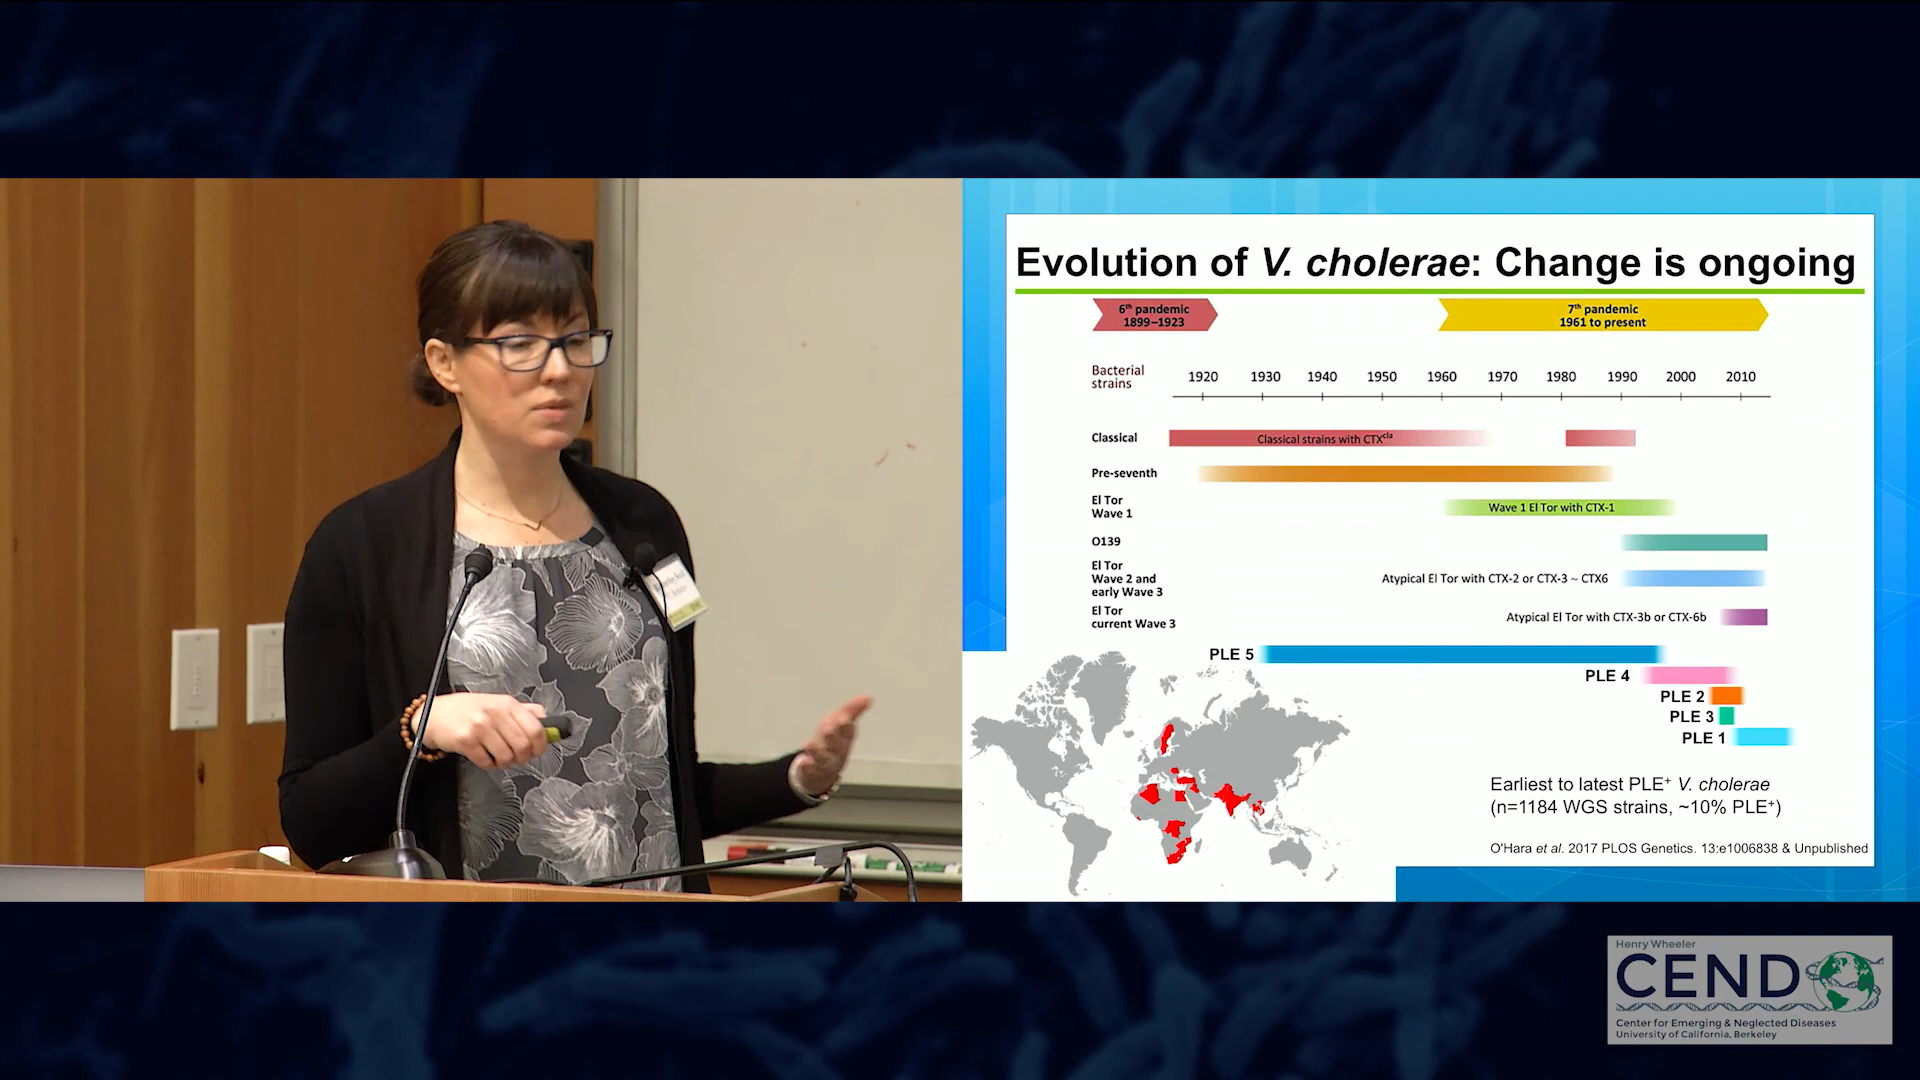 Evolution of V. cholerae: Change is ongoing
6th pandemic
1899–1923
7th pandemic
1961 to present
Bacterial
strains
1920 1930 1940 1950 1960 1970 1980 1990 2000 2010
Classical
Classical strains with CTXcla
Pre-seventh
El Tor
Wave 1
Wave 1 El Tor with CTX-1
O139
El Tor
Wave 2 and
early Wave 3
Atypical El Tor with CTX-2 or CTX-3 ~ CTX6
El Tor
current Wave 3
Atypical El Tor with CTX-3b or CTX-6b
PLE 5
PLE 4
PLE 2
PLE 3
PLE 1
Earliest to latest PLE+ V. cholerae
(n=1184 WGS strains, ~10% PLE+)
O'Hara et al. 2017 PLOS Genetics. 13:e1006838 & Unpublished
Henry Wheeler
CEND
Center for Emerging & Neglected Diseases
University of California, Berkeley